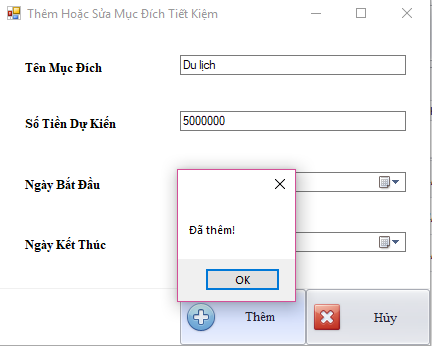 Thêm Hoặc Sửa Mục Đích Tiết Kiệm
Tên Mục Đích
Du lịch
Số Tiền Dự Kiến
5000000
Ngày Bắt Đầu
Đã thêm!
Ngày Kết Thúc
OK
Thêm
Hủy